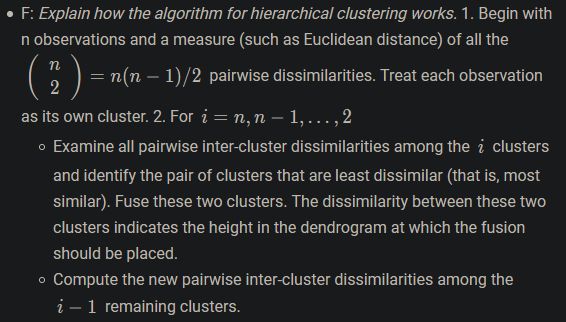 • F: Explain how the algorithm for hierarchical clustering works. 1. Begin with
n observations and a measure (such as Euclidean distance) of all the
( n 2 ) = n(n − 1)/2 pairwise dissimilarities. Treat each observation
as its own cluster. 2. For i = n, n − 1, . . . , 2
○ Examine all pairwise inter-cluster dissimilarities among the i clusters
and identify the pair of clusters that are least dissimilar (that is, most
similar). Fuse these two clusters. The dissimilarity between these two
clusters indicates the height in the dendrogram at which the fusion
should be placed.
○ Compute the new pairwise inter-cluster dissimilarities among the
i − 1 remaining clusters.